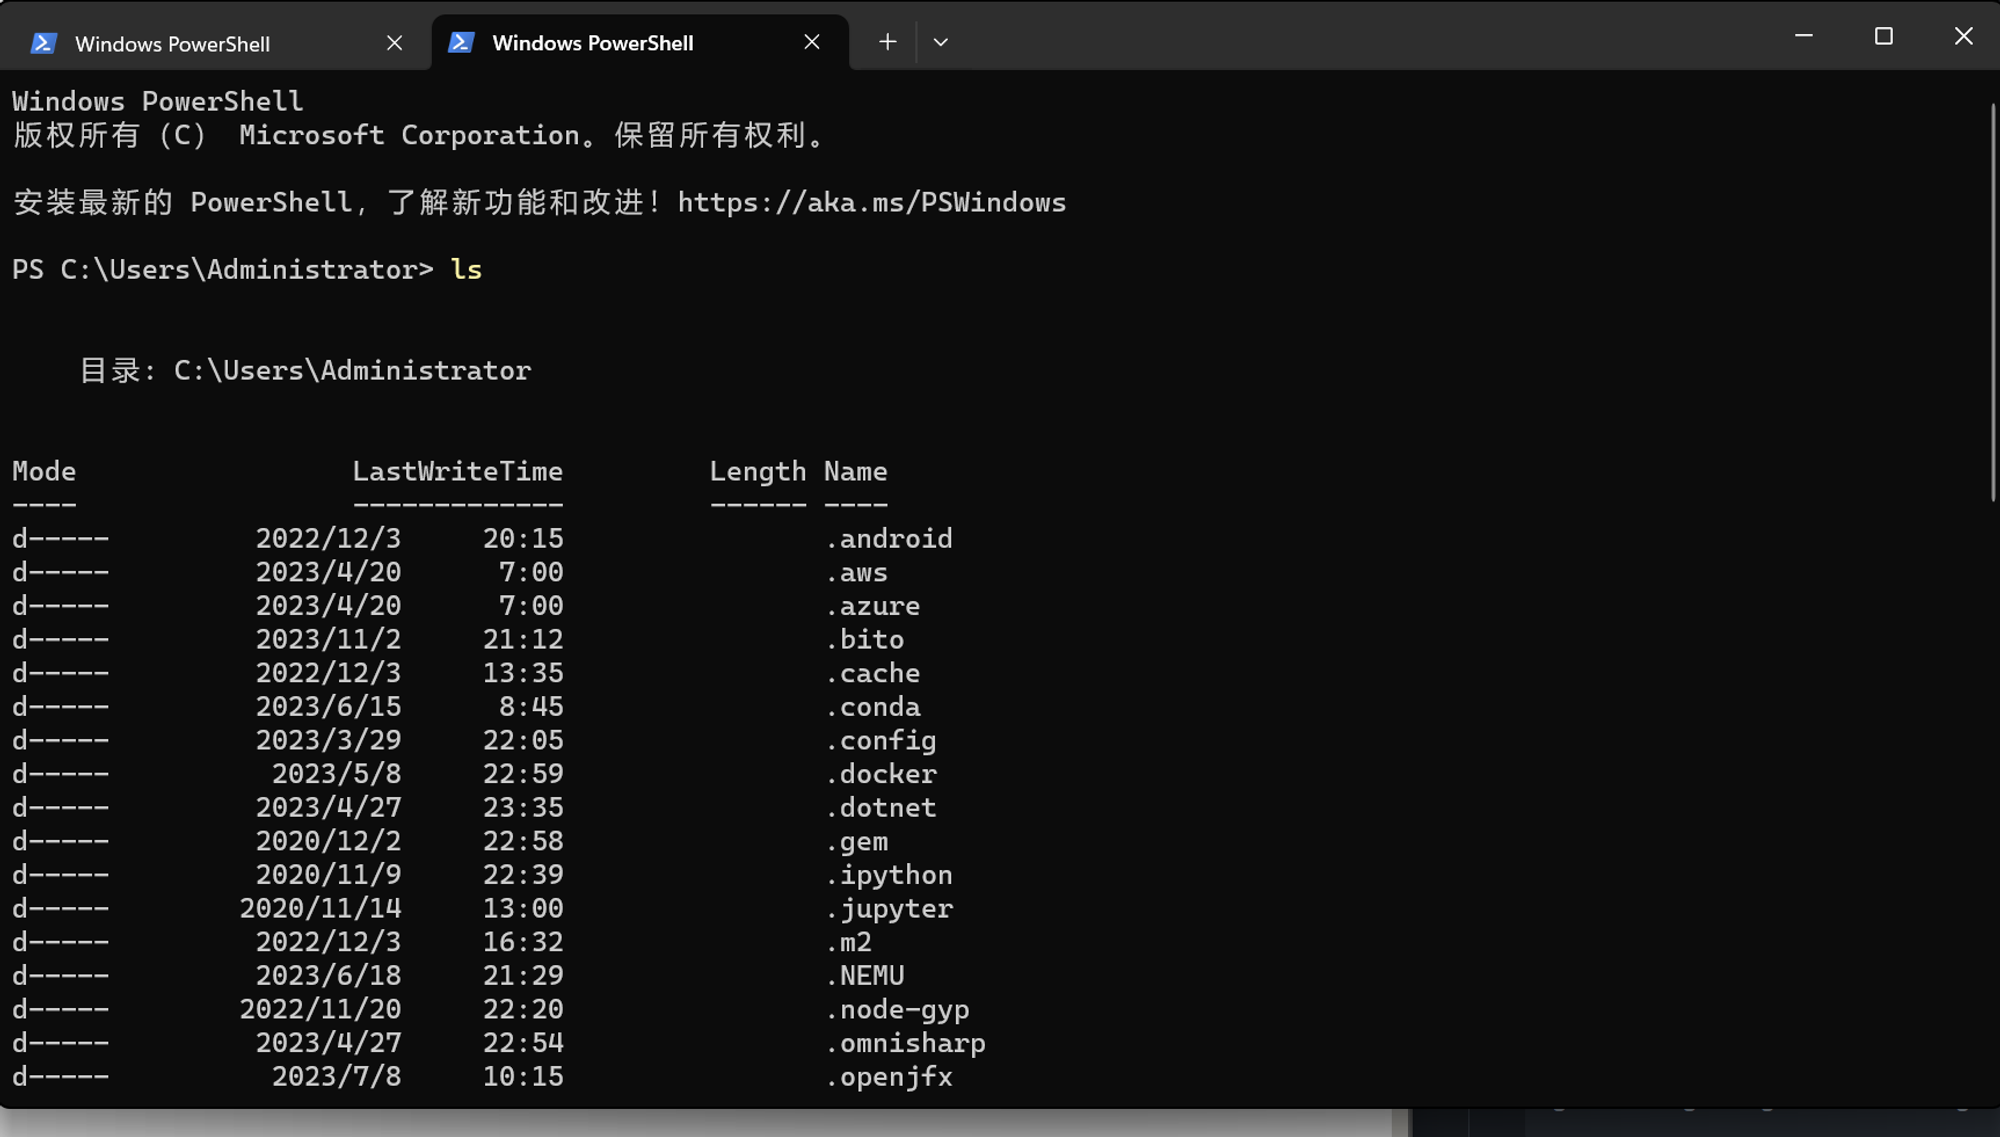 Windows PowerShell
Windows PowerShell
Windows PowerShell
版权所有（C） Microsoft Corporation。保留所有权利。
安装最新的 PowerShell，了解新功能和改进！https://aka.ms/PSWindows
PS C:\Users\Administrator> ls
目录: C:\Users\Administrator
Mode                 LastWriteTime         Length Name
----                 -------------         ------ ----
d-----         2022/12/3     20:15                .android
d-----         2023/4/20      7:00                .aws
d-----         2023/4/20      7:00                .azure
d-----         2023/11/2     21:12                .bito
d-----         2022/12/3     13:35                .cache
d-----         2023/6/15      8:45                .conda
d-----         2023/3/29     22:05                .config
d-----          2023/5/8     22:59                .docker
d-----         2023/4/27     23:35                .dotnet
d-----         2020/12/2     22:58                .gem
d-----         2020/11/9     22:39                .ipython
d-----        2020/11/14     13:00                .jupyter
d-----         2022/12/3     16:32                .m2
d-----         2023/6/18     21:29                .NEMU
d-----        2022/11/20     22:20                .node-gyp
d-----         2023/4/27     22:54                .omnisharp
d-----          2023/7/8     10:15                .openjfx